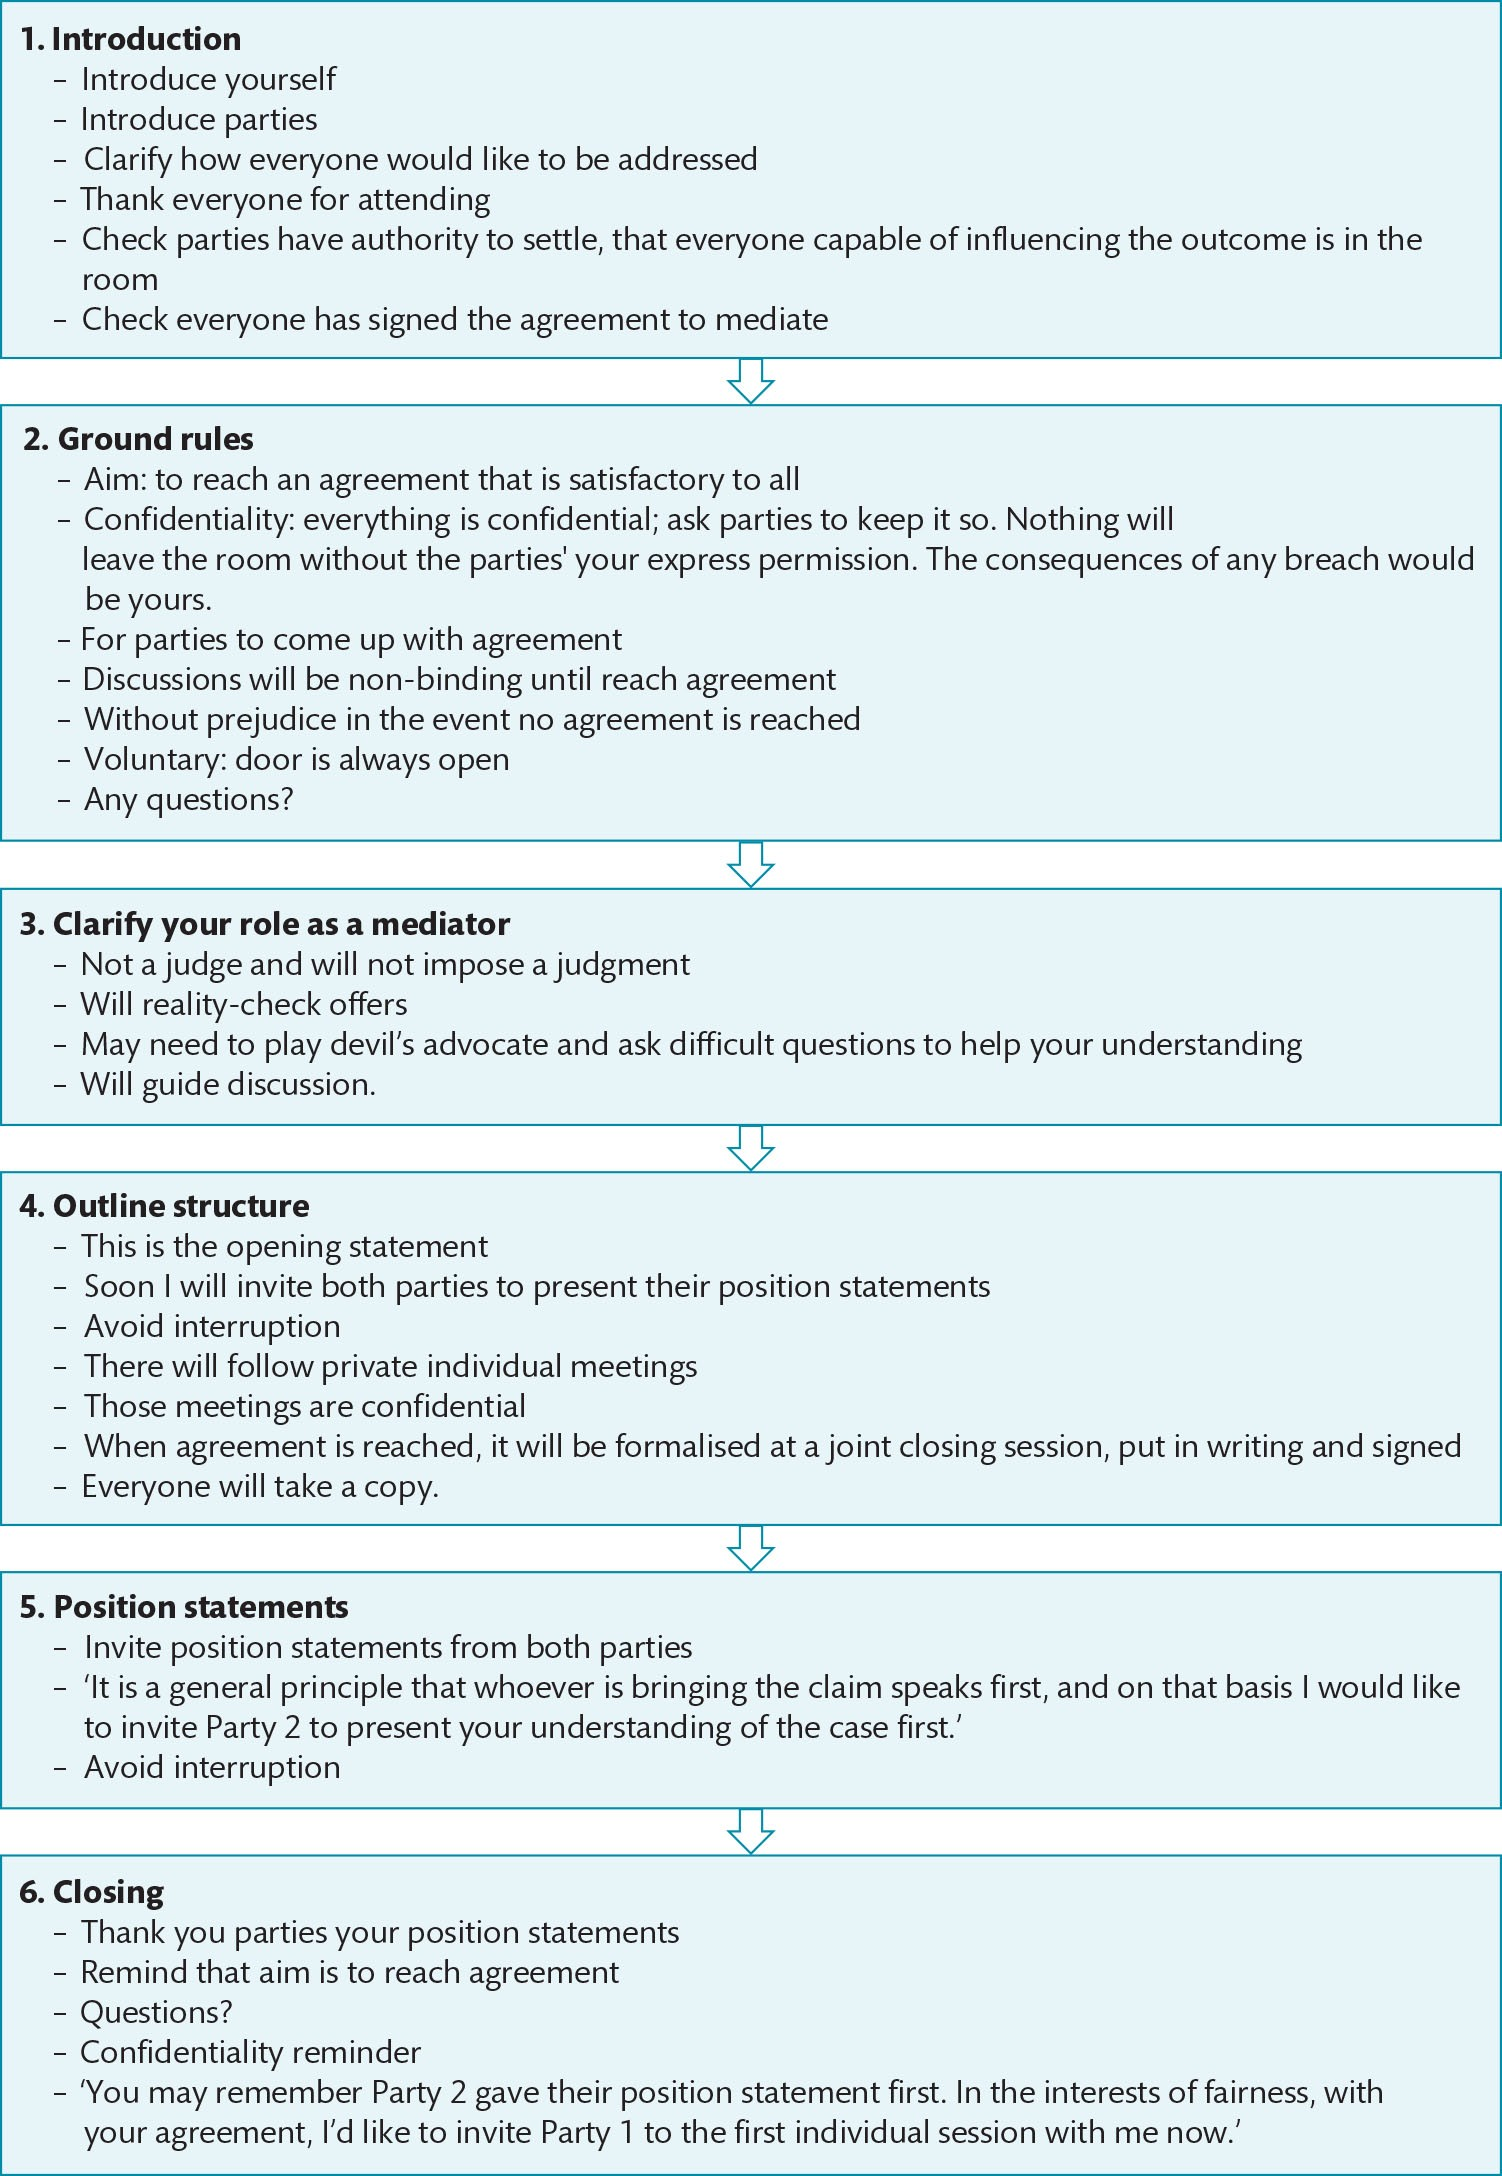 1. Introduction
– Introduce yourself
– Introduce parties
– Clarify how everyone would like to be addressed
– Thank everyone for attending
– Check parties have authority to settle, that everyone capable of influencing the outcome is in the
room
– Check everyone has signed the agreement to mediate
2. Ground rules
– Aim: to reach an agreement that is satisfactory to all
– Confidentiality: everything is confidential; ask parties to keep it so. Nothing will
leave the room without the parties' your express permission. The consequences of any breach would
be yours.
– For parties to come up with agreement
– Discussions will be non-binding until reach agreement
– Without prejudice in the event no agreement is reached
– Voluntary: door is always open
– Any questions?
3. Clarify your role as a mediator
– Not a judge and will not impose a judgment
– Will reality-check offers
– May need to play devil’s advocate and ask difficult questions to help your understanding
– Will guide discussion.
4. Outline structure
– This is the opening statement
– Soon I will invite both parties to present their position statements
– Avoid interruption
– There will follow private individual meetings
– Those meetings are confidential
– When agreement is reached, it will be formalised at a joint closing session, put in writing and signed
– Everyone will take a copy.
5. Position statements
– Invite position statements from both parties
– ‘It is a general principle that whoever is bringing the claim speaks first, and on that basis I would like
to invite Party 2 to present your understanding of the case first.’
– Avoid interruption
6. Closing
– Thank you parties your position statements
– Remind that aim is to reach agreement
– Questions?
– Confidentiality reminder
– ‘You may remember Party 2 gave their position statement first. In the interests of fairness, with
your agreement, I’d like to invite Party 1 to the first individual session with me now.’